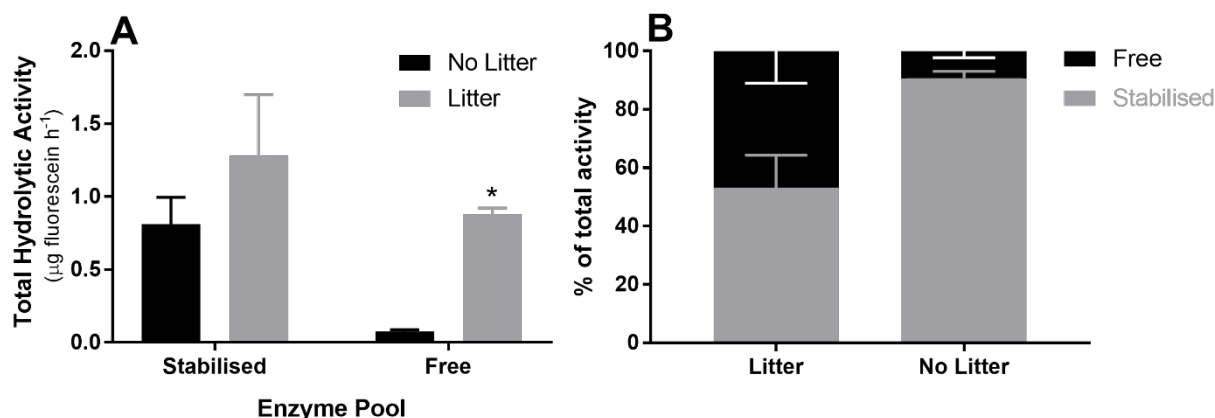 A
Total Hydrolytic Activity
(µg fluorescein h⁻¹)
2.0
1.5
1.0
0.5
0.0
No Litter
Litter
*
Stabilised Free
Enzyme Pool
B
% of total activity
100
80
60
40
20
0
Free
Stabilised
Litter No Litter